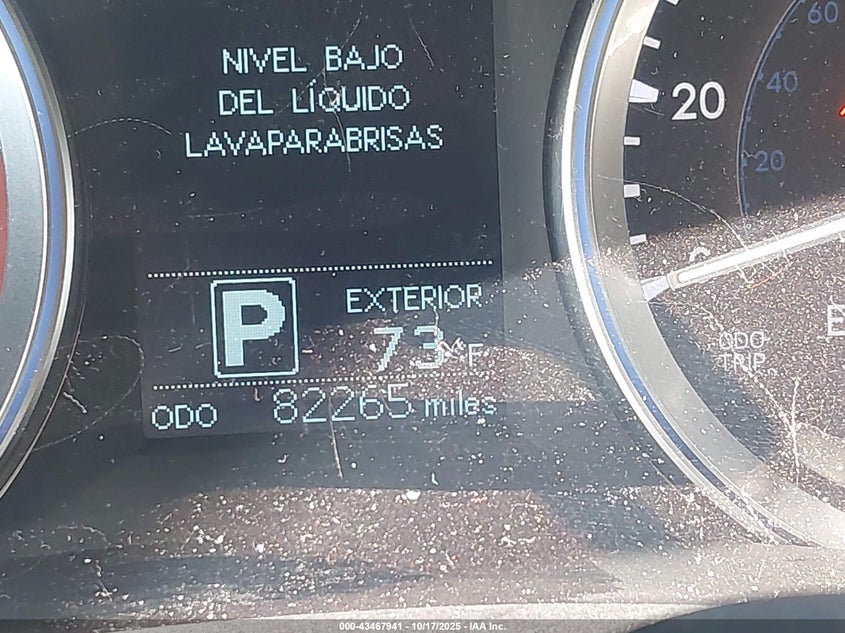 NIVEL BAJO
DEL LÍQUIDO
LAVAPARABRISAS
P
EXTERIOR
73°F
ODO 82265 miles
60
40
20
20
0
ODO
TRIP
E
000-43467941 - 10/17/2025 - IAA Inc.